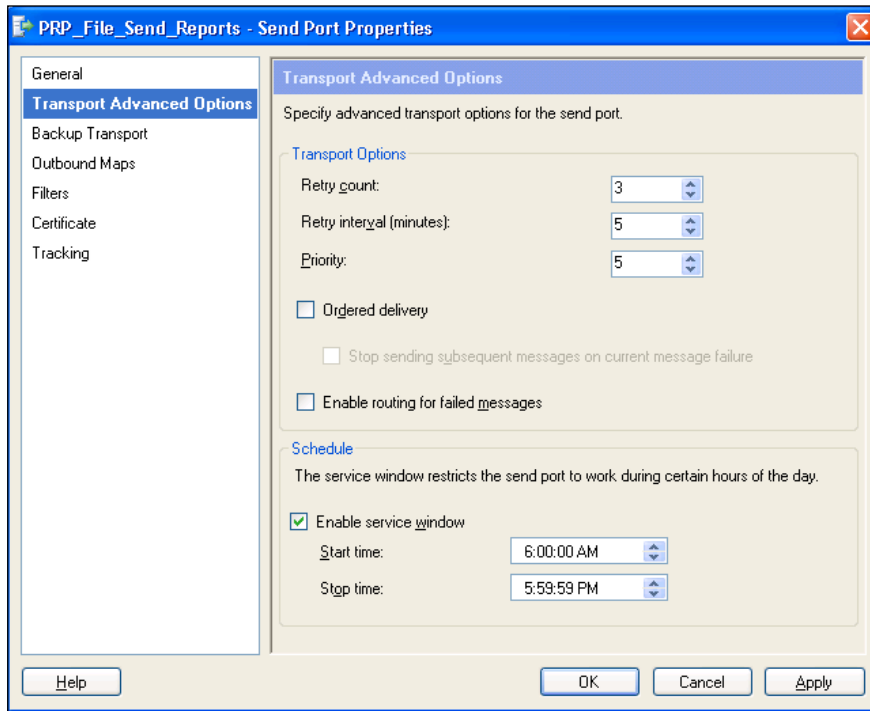 PRP_File_Send_Reports - Send Port Properties
General
Transport Advanced Options
Backup Transport
Outbound Maps
Filters
Certificate
Tracking
Transport Advanced Options
Specify advanced transport options for the send port.
Transport Options
Retry count: 3
Retry interval (minutes): 5
Priority: 5
Ordered delivery
Stop sending subsequent messages on current message failure
Enable routing for failed messages
Schedule
The service window restricts the send port to work during certain hours of the day.
Enable service window
Start time: 6:00:00 AM
Stop time: 5:59:59 PM
Help OK Cancel Apply